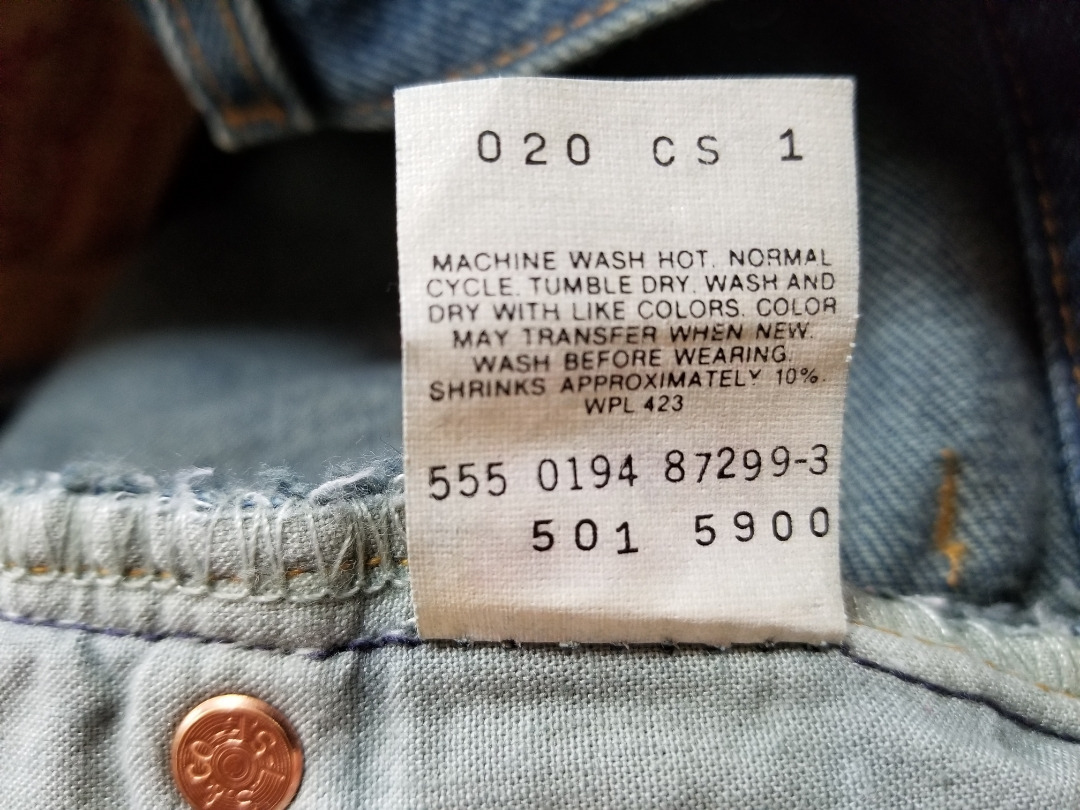 020 CS 1
MACHINE WASH HOT. NORMAL
CYCLE. TUMBLE DRY. WASH AND
DRY WITH LIKE COLORS. COLOR
MAY TRANSFER WHEN NEW.
WASH BEFORE WEARING.
SHRINKS APPROXIMATELY 10%.
WPL 423
555 0194 87299-3
501 5900